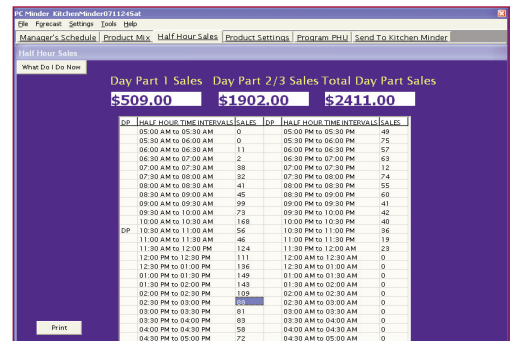 PC Minder KitchenMinder071124Sat
File Forecast Settings Tools Help
Manager's Schedule Product Mix Half Hour Sales Product Settings Program PHU Send To Kitchen Minder
Half Hour Sales
What Do I Do Now
Day Part 1 Sales Day Part 2/3 Sales Total Day Part Sales
$509.00 $1902.00 $2411.00
DP HALF HOUR TIME INTERVALS SALES DP HALF HOUR TIME INTERVALS SALES
05:00 AM to 05:30 AM 0 05:00 PM to 05:30 PM 49
05:30 AM to 06:00 AM 0 05:30 PM to 06:00 PM 75
06:00 AM to 06:30 AM 11 06:00 PM to 06:30 PM 57
06:30 AM to 07:00 AM 2 06:30 PM to 07:00 PM 63
07:00 AM to 07:30 AM 38 07:00 PM to 07:30 PM 12
07:30 AM to 08:00 AM 32 07:30 PM to 08:00 PM 74
08:00 AM to 08:30 AM 41 08:00 PM to 08:30 PM 55
08:30 AM to 09:00 AM 45 08:30 PM to 09:00 PM 60
09:00 AM to 09:30 AM 99 09:00 PM to 09:30 PM 41
09:30 AM to 10:00 AM 73 09:30 PM to 10:00 PM 42
10:00 AM to 10:30 AM 168 10:00 PM to 10:30 PM 40
DP 10:30 AM to 11:00 AM 56 10:30 PM to 11:00 PM 36
11:00 AM to 11:30 AM 46 11:00 PM to 11:30 PM 19
11:30 AM to 12:00 PM 124 11:30 PM to 12:00 AM 23
12:00 PM to 12:30 PM 111 12:00 AM to 12:30 AM 0
12:30 PM to 01:00 PM 136 12:30 AM to 01:00 AM 0
01:00 PM to 01:30 PM 149 01:00 AM to 01:30 AM 0
01:30 PM to 02:00 PM 143 01:30 AM to 02:00 AM 0
02:00 PM to 02:30 PM 109 02:00 AM to 02:30 AM 0
02:30 PM to 03:00 PM 02:30 AM to 03:00 AM 0
03:00 PM to 03:30 PM 81 03:00 AM to 03:30 AM 0
03:30 PM to 04:00 PM 83 03:30 AM to 04:00 AM 0
04:00 PM to 04:30 PM 58 04:00 AM to 04:30 AM 0
04:30 PM to 05:00 PM 72 04:30 AM to 05:00 AM 0
Print